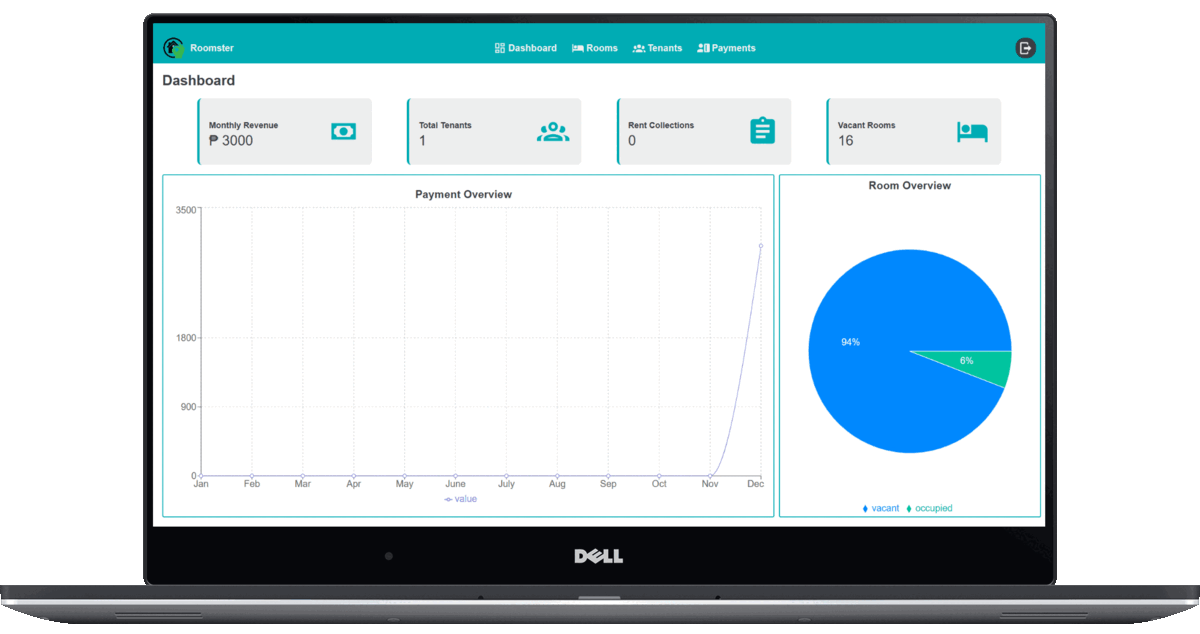 Roomster
Dashboard
Rooms
Tenants
Payments
Dashboard
Monthly Revenue
₱ 3000
Total Tenants
1
Rent Collections
0
Vacant Rooms
16
Payment Overview
3500
1800
900
0
Jan Feb Mar Apr May June July Aug Sep Oct Nov Dec
value
Room Overview
94%
6%
vacant occupied
DELL